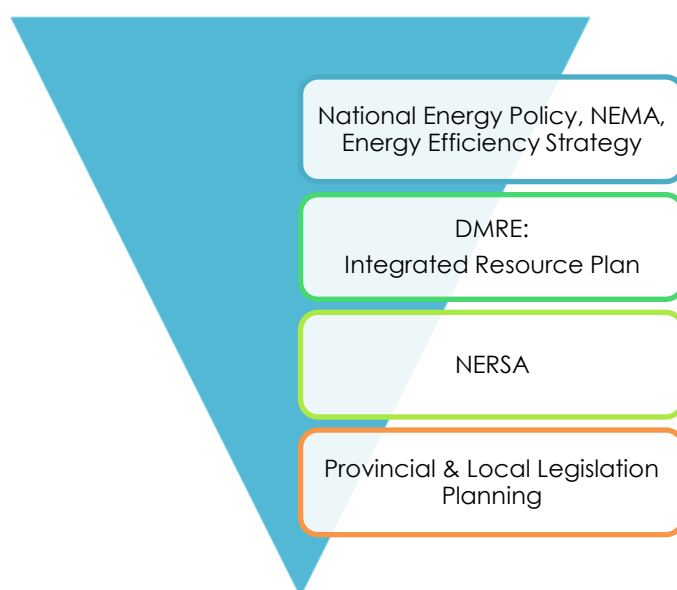 National Energy Policy, NEMA,
Energy Efficiency Strategy
DMRE:
Integrated Resource Plan
NERSA
Provincial & Local Legislation
Planning